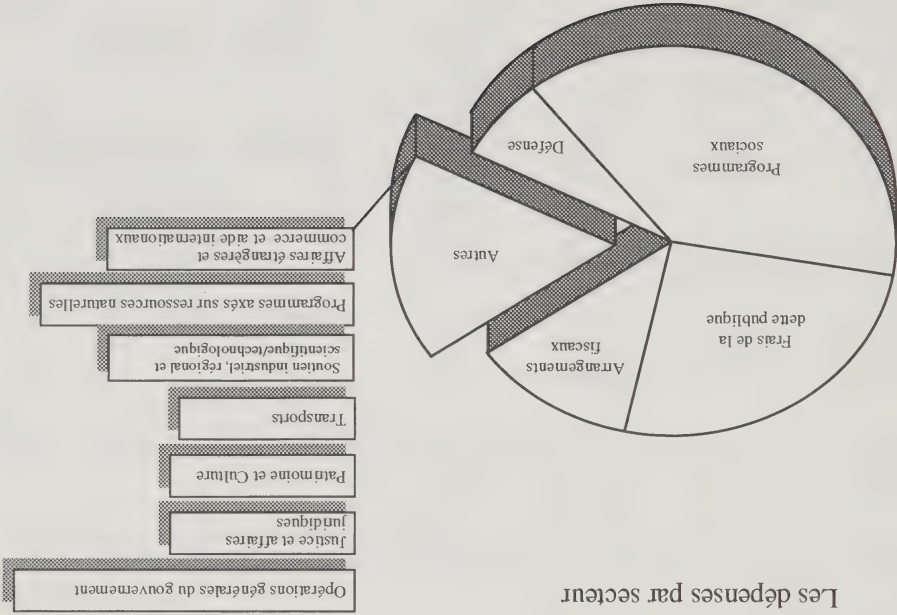 Les dépenses par secteur
Opérations générales du gouvernement
Justice et affaires
juridiques
Patrimoine et Culture
Transports
Soutien industriel, régional et
scientifique/technologique
Programmes axés sur ressources naturelles
Affaires étrangères et
commerce et aide internationaux
Frais de la
dette publique
Arrangements
fiscaux
Autres
Programmes
sociaux
Défense